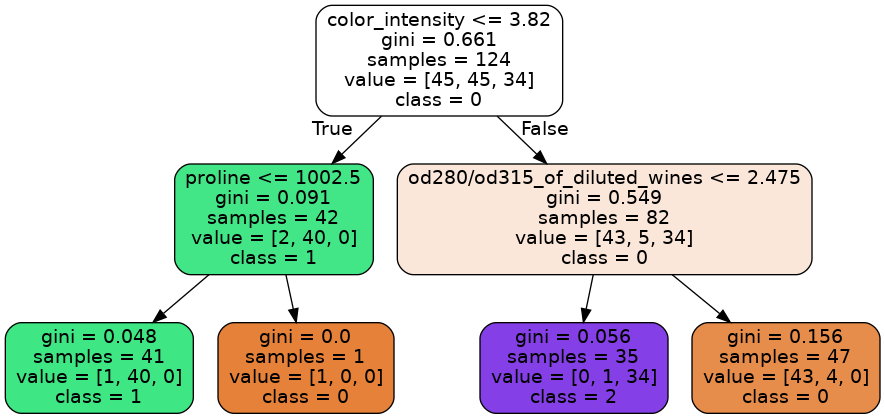 color_intensity <= 3.82
gini = 0.661
samples = 124
value = [45, 45, 34]
class = 0
True
False
proline <= 1002.5
gini = 0.091
samples = 42
value = [2, 40, 0]
class = 1
od280/od315_of_diluted_wines <= 2.475
gini = 0.549
samples = 82
value = [43, 5, 34]
class = 0
gini = 0.048
samples = 41
value = [1, 40, 0]
class = 1
gini = 0.0
samples = 1
value = [1, 0, 0]
class = 0
gini = 0.056
samples = 35
value = [0, 1, 34]
class = 2
gini = 0.156
samples = 47
value = [43, 4, 0]
class = 0